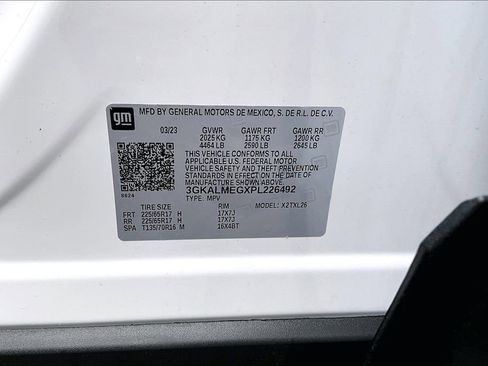 gm
MFD BY GENERAL MOTORS DE MEXICO, S. DE R.L. DE C.V.
03/23 GVWR GAWR FRT GAWR RR
2025 KG 1175 KG 1200 KG
4464 LB 2590 LB 2645 LB
THIS VEHICLE CONFORMS TO ALL
APPLICABLE U.S. FEDERAL MOTOR
VEHICLE SAFETY AND THEFT
PREVENTION STANDARDS
IN EFFECT ON THE DATE OF
MANUFACTURE SHOWN ABOVE.
3GKALMEGXPL226492
8624
TYPE: MPV
TIRE SIZE RIM MODEL: X2TXL26
FRT 225/65R17 H 17X7J
RR 225/65R17 H 17X7J
SPA T135/70R16 M 16X4BT